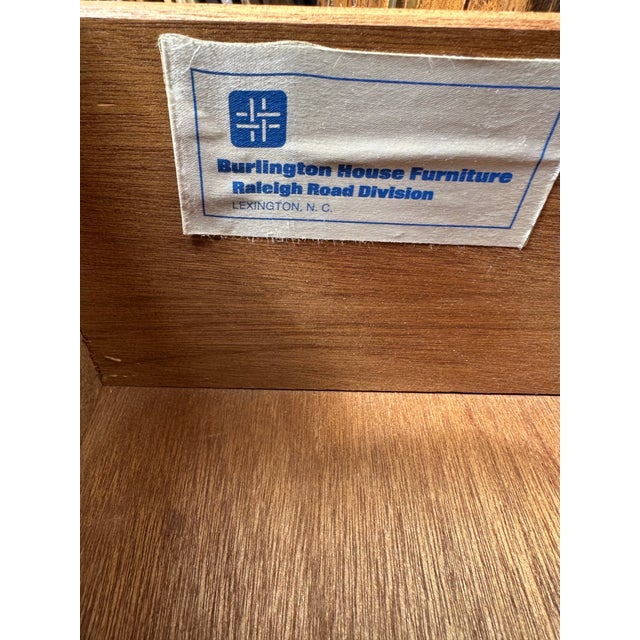 Burlington House Furniture
Raleigh Road Division
LEXINGTON, N. C.